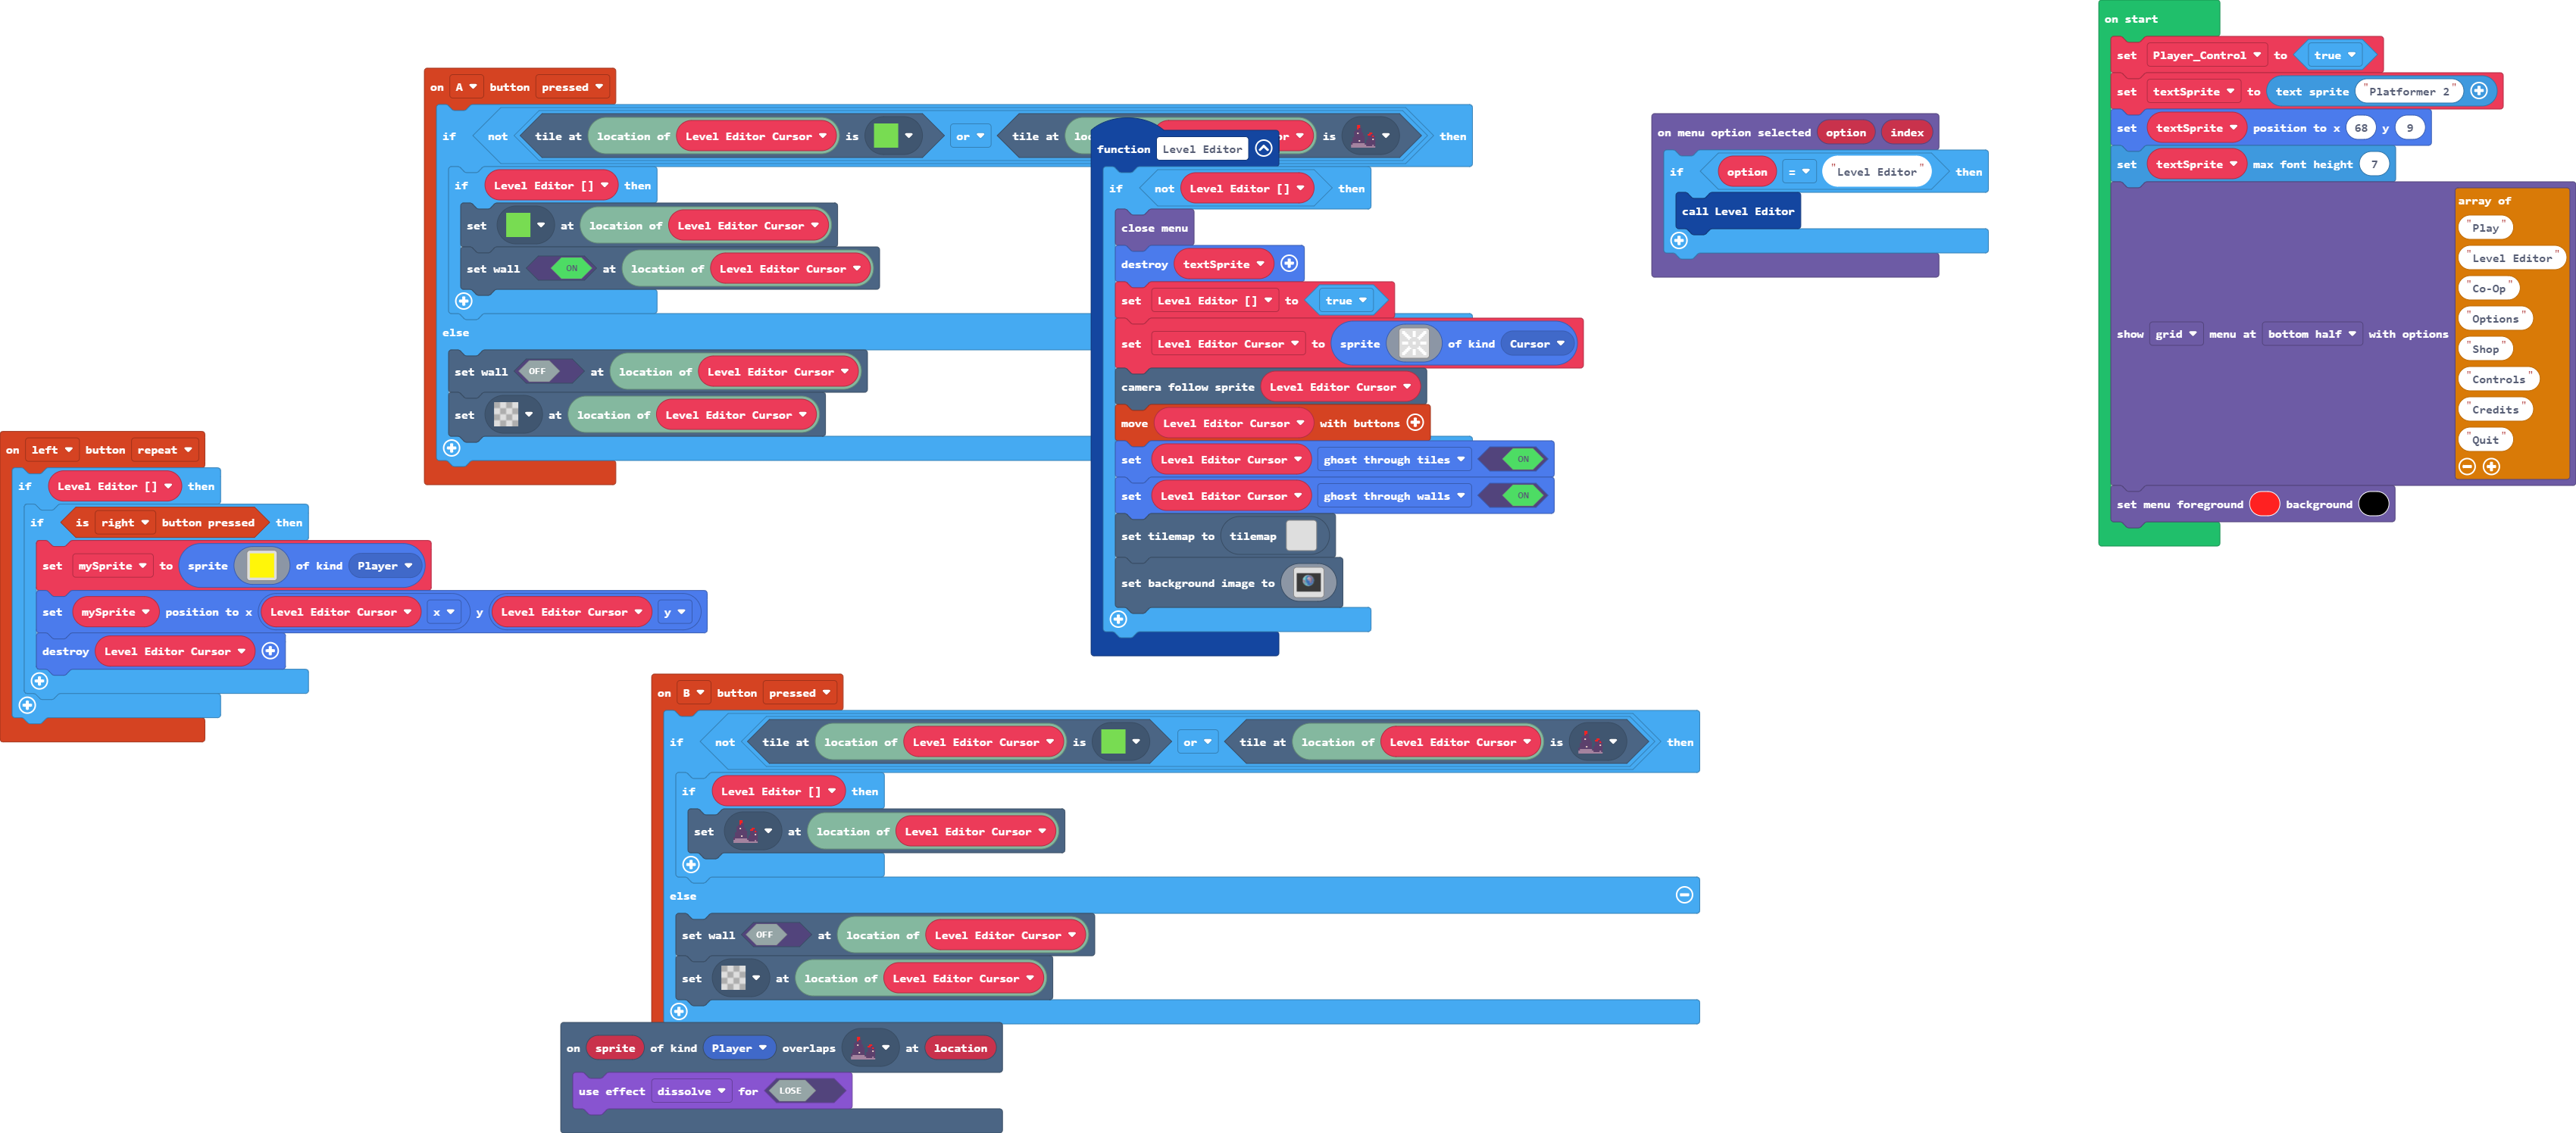 on start
set Player_Control to true
set textSprite to text sprite "Platformer 2"
set textSprite position to x 68 y 9
set textSprite max font height 7
show grid menu at bottom half with options
array of
"Play"
"Level Editor"
"Co-Op"
"Options"
"Shop"
"Controls"
"Credits"
"Quit"
set menu foreground background
on A button pressed
if not tile at location of Level Editor Cursor is or tile at is then
if Level Editor [] then
set at location of Level Editor Cursor
set wall ON at location of Level Editor Cursor
else
set wall OFF at location of Level Editor Cursor
set at location of Level Editor Cursor
function Level Editor
if not Level Editor [] then
close menu
destroy textSprite
set Level Editor [] to true
set Level Editor Cursor to sprite of kind Cursor
camera follow sprite Level Editor Cursor
move Level Editor Cursor with buttons
set Level Editor Cursor ghost through tiles ON
set Level Editor Cursor ghost through walls ON
set tilemap to tilemap
set background image to
on menu option selected option index
if option = "Level Editor" then
call Level Editor
on left button repeat
if Level Editor [] then
if is right button pressed then
set mySprite to sprite of kind Player
set mySprite position to x Level Editor Cursor x y Level Editor Cursor y
destroy Level Editor Cursor
on B button pressed
if not tile at location of Level Editor Cursor is or tile at location of Level Editor Cursor is then
if Level Editor [] then
set at location of Level Editor Cursor
else
set wall OFF at location of Level Editor Cursor
set at location of Level Editor Cursor
on sprite of kind Player overlaps at location
use effect dissolve for LOSE